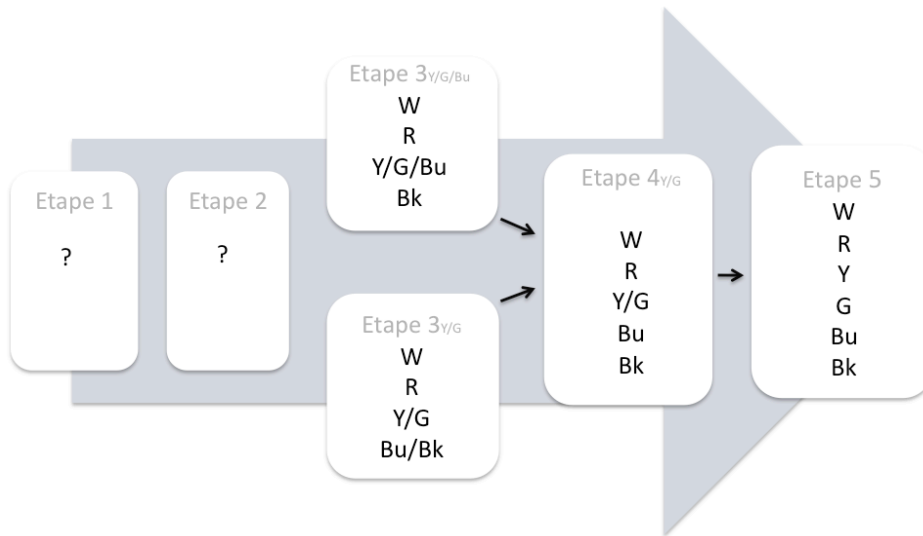 Etape 1
?
Etape 2
?
Etape 3Y/G/Bu
W
R
Y/G/Bu
Bk
Etape 3Y/G
W
R
Y/G
Bu/Bk
Etape 4Y/G
W
R
Y/G
Bu
Bk
Etape 5
W
R
Y
G
Bu
Bk